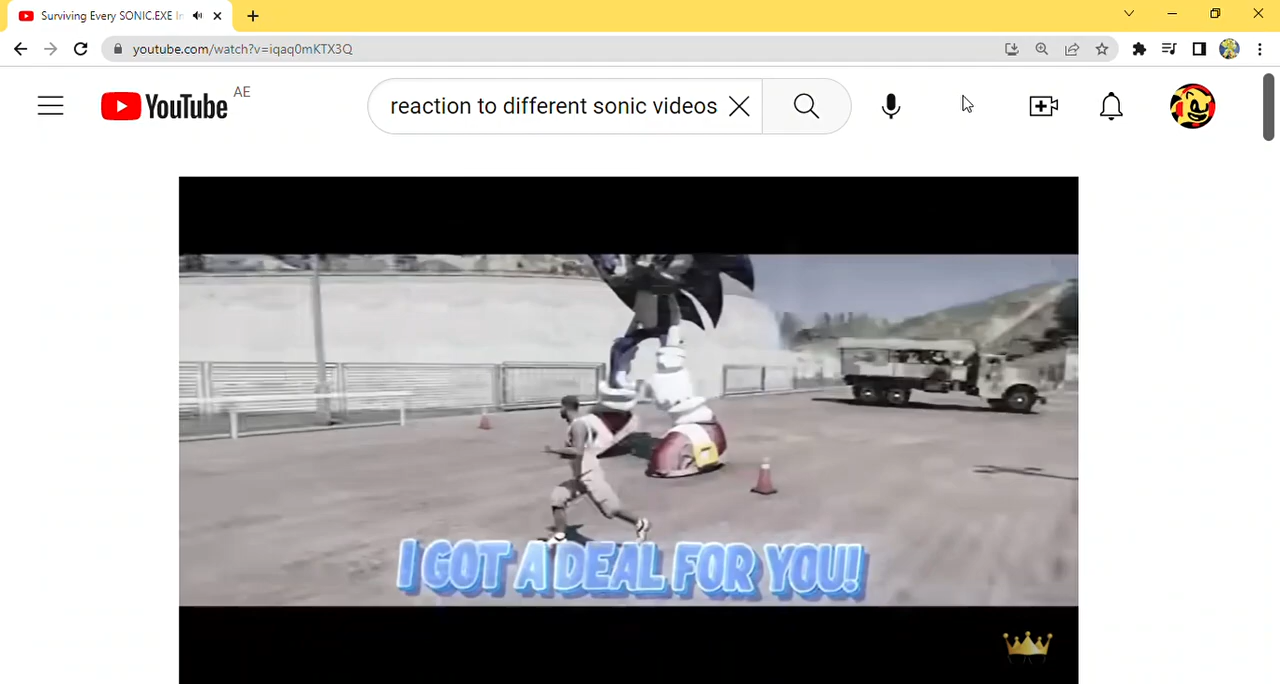 Surviving Every SONIC.EXE In
youtube.com/watch?v=iqaq0mKTX3Q
YouTube AE
reaction to different sonic videos
I GOT A DEAL FOR YOU!